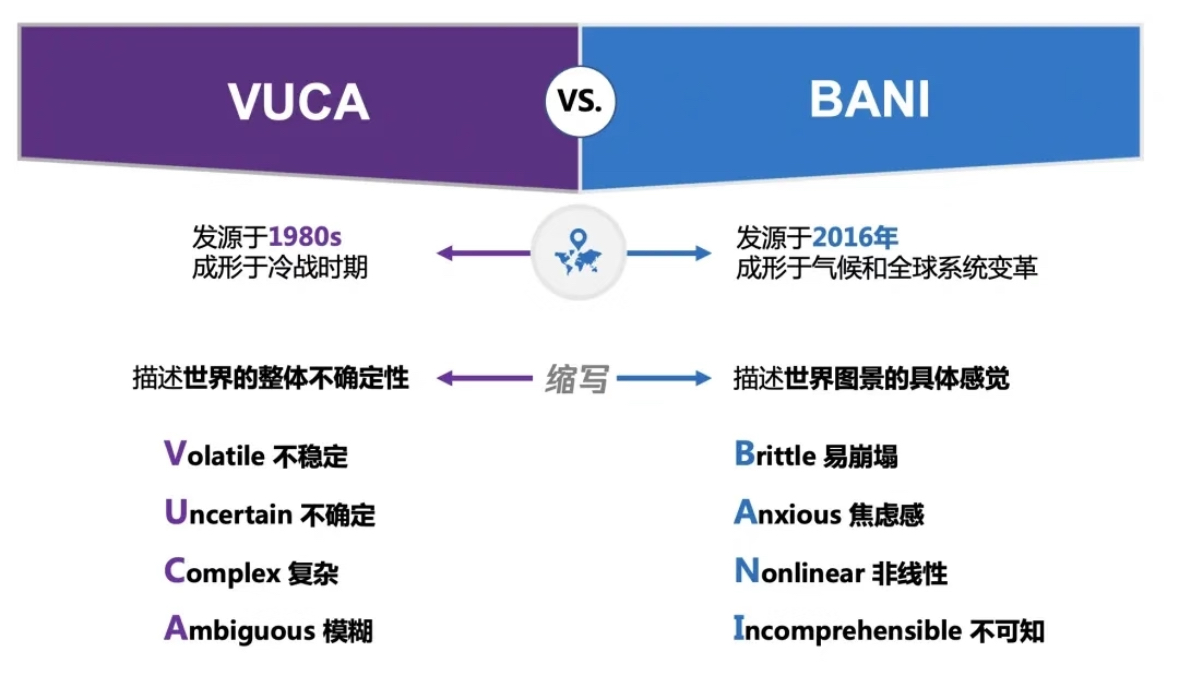 VUCA
VS.
BANI
发源于1980s
成形于冷战时期
发源于2016年
成形于气候和全球系统变革
描述世界的整体不确定性
缩写
描述世界图景的具体感觉
Volatile 不稳定
Uncertain 不确定
Complex 复杂
Ambiguous 模糊
Brittle 易崩塌
Anxious 焦虑感
Nonlinear 非线性
Incomprehensible 不可知